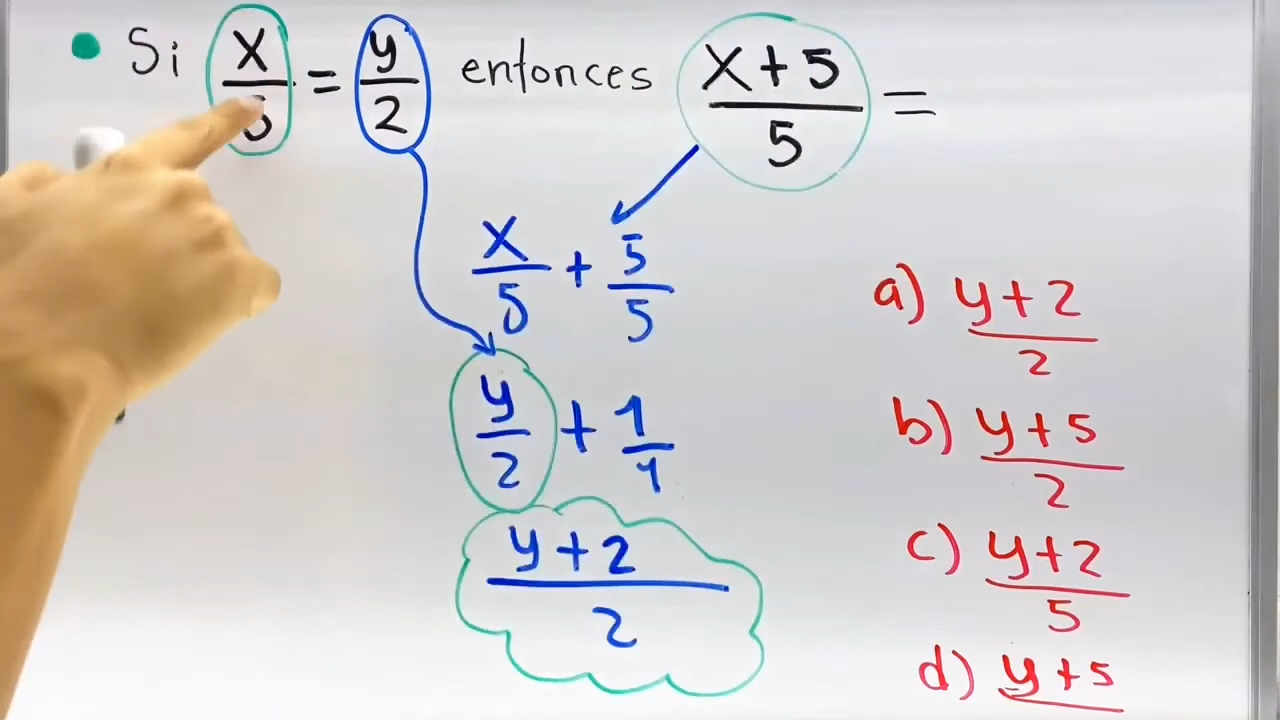 Si x/5 = y/2 entonces x+5/5 =
x/5 + 5/5
y/2 + 1/1
y+2/2
a) y+2/2
b) y+5/2
c) y+2/5
d) y+5